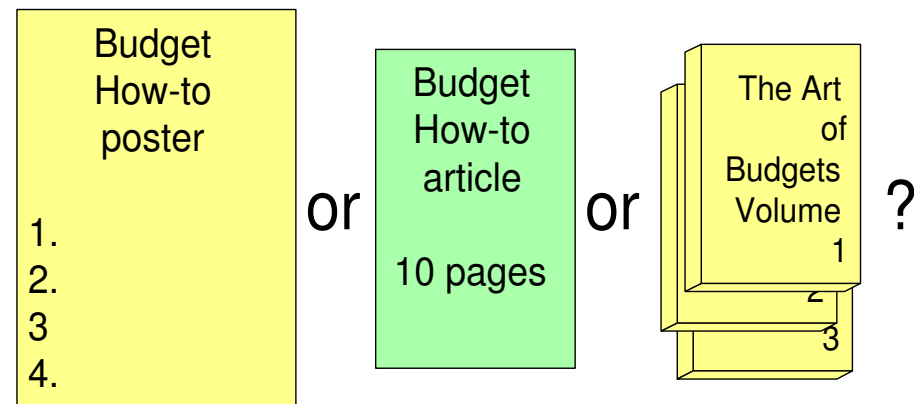 Budget
How-to
poster
1.
2.
3
4.
or
Budget
How-to
article
10 pages
or
The Art
of
Budgets
Volume
1
2
3
?